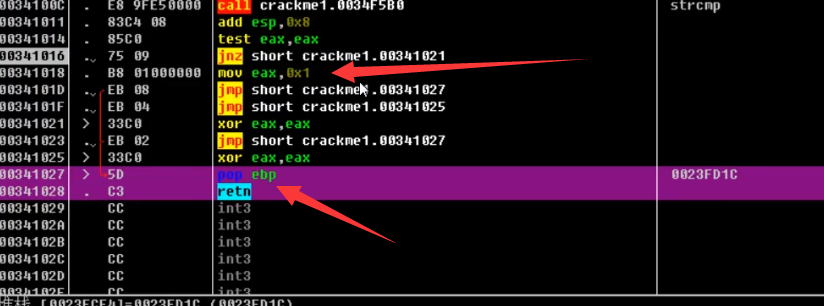 0034100C . E8 9FE50000 call crackme1.0034F5B0 strcmp
00341011 . 83C4 08 add esp,0x8
00341014 . 85C0 test eax,eax
00341016 .⌄ 75 09 jnz short crackme1.00341021
00341018 . B8 01000000 mov eax,0x1
0034101D .⌄ EB 08 jmp short crackme1.00341027
0034101F .⌄ EB 04 jmp short crackme1.00341025
00341021 > 33C0 xor eax,eax
00341023 .⌄ EB 02 jmp short crackme1.00341027
00341025 > 33C0 xor eax,eax
00341027 > 5D pop ebp 0023FD1C
00341028 . C3 retn
00341029 CC int3
0034102A CC int3
0034102B CC int3
0034102C CC int3
0034102D CC int3
0034102E CC int3
[0023FCF4]=0023FD1C (0023FD1C)